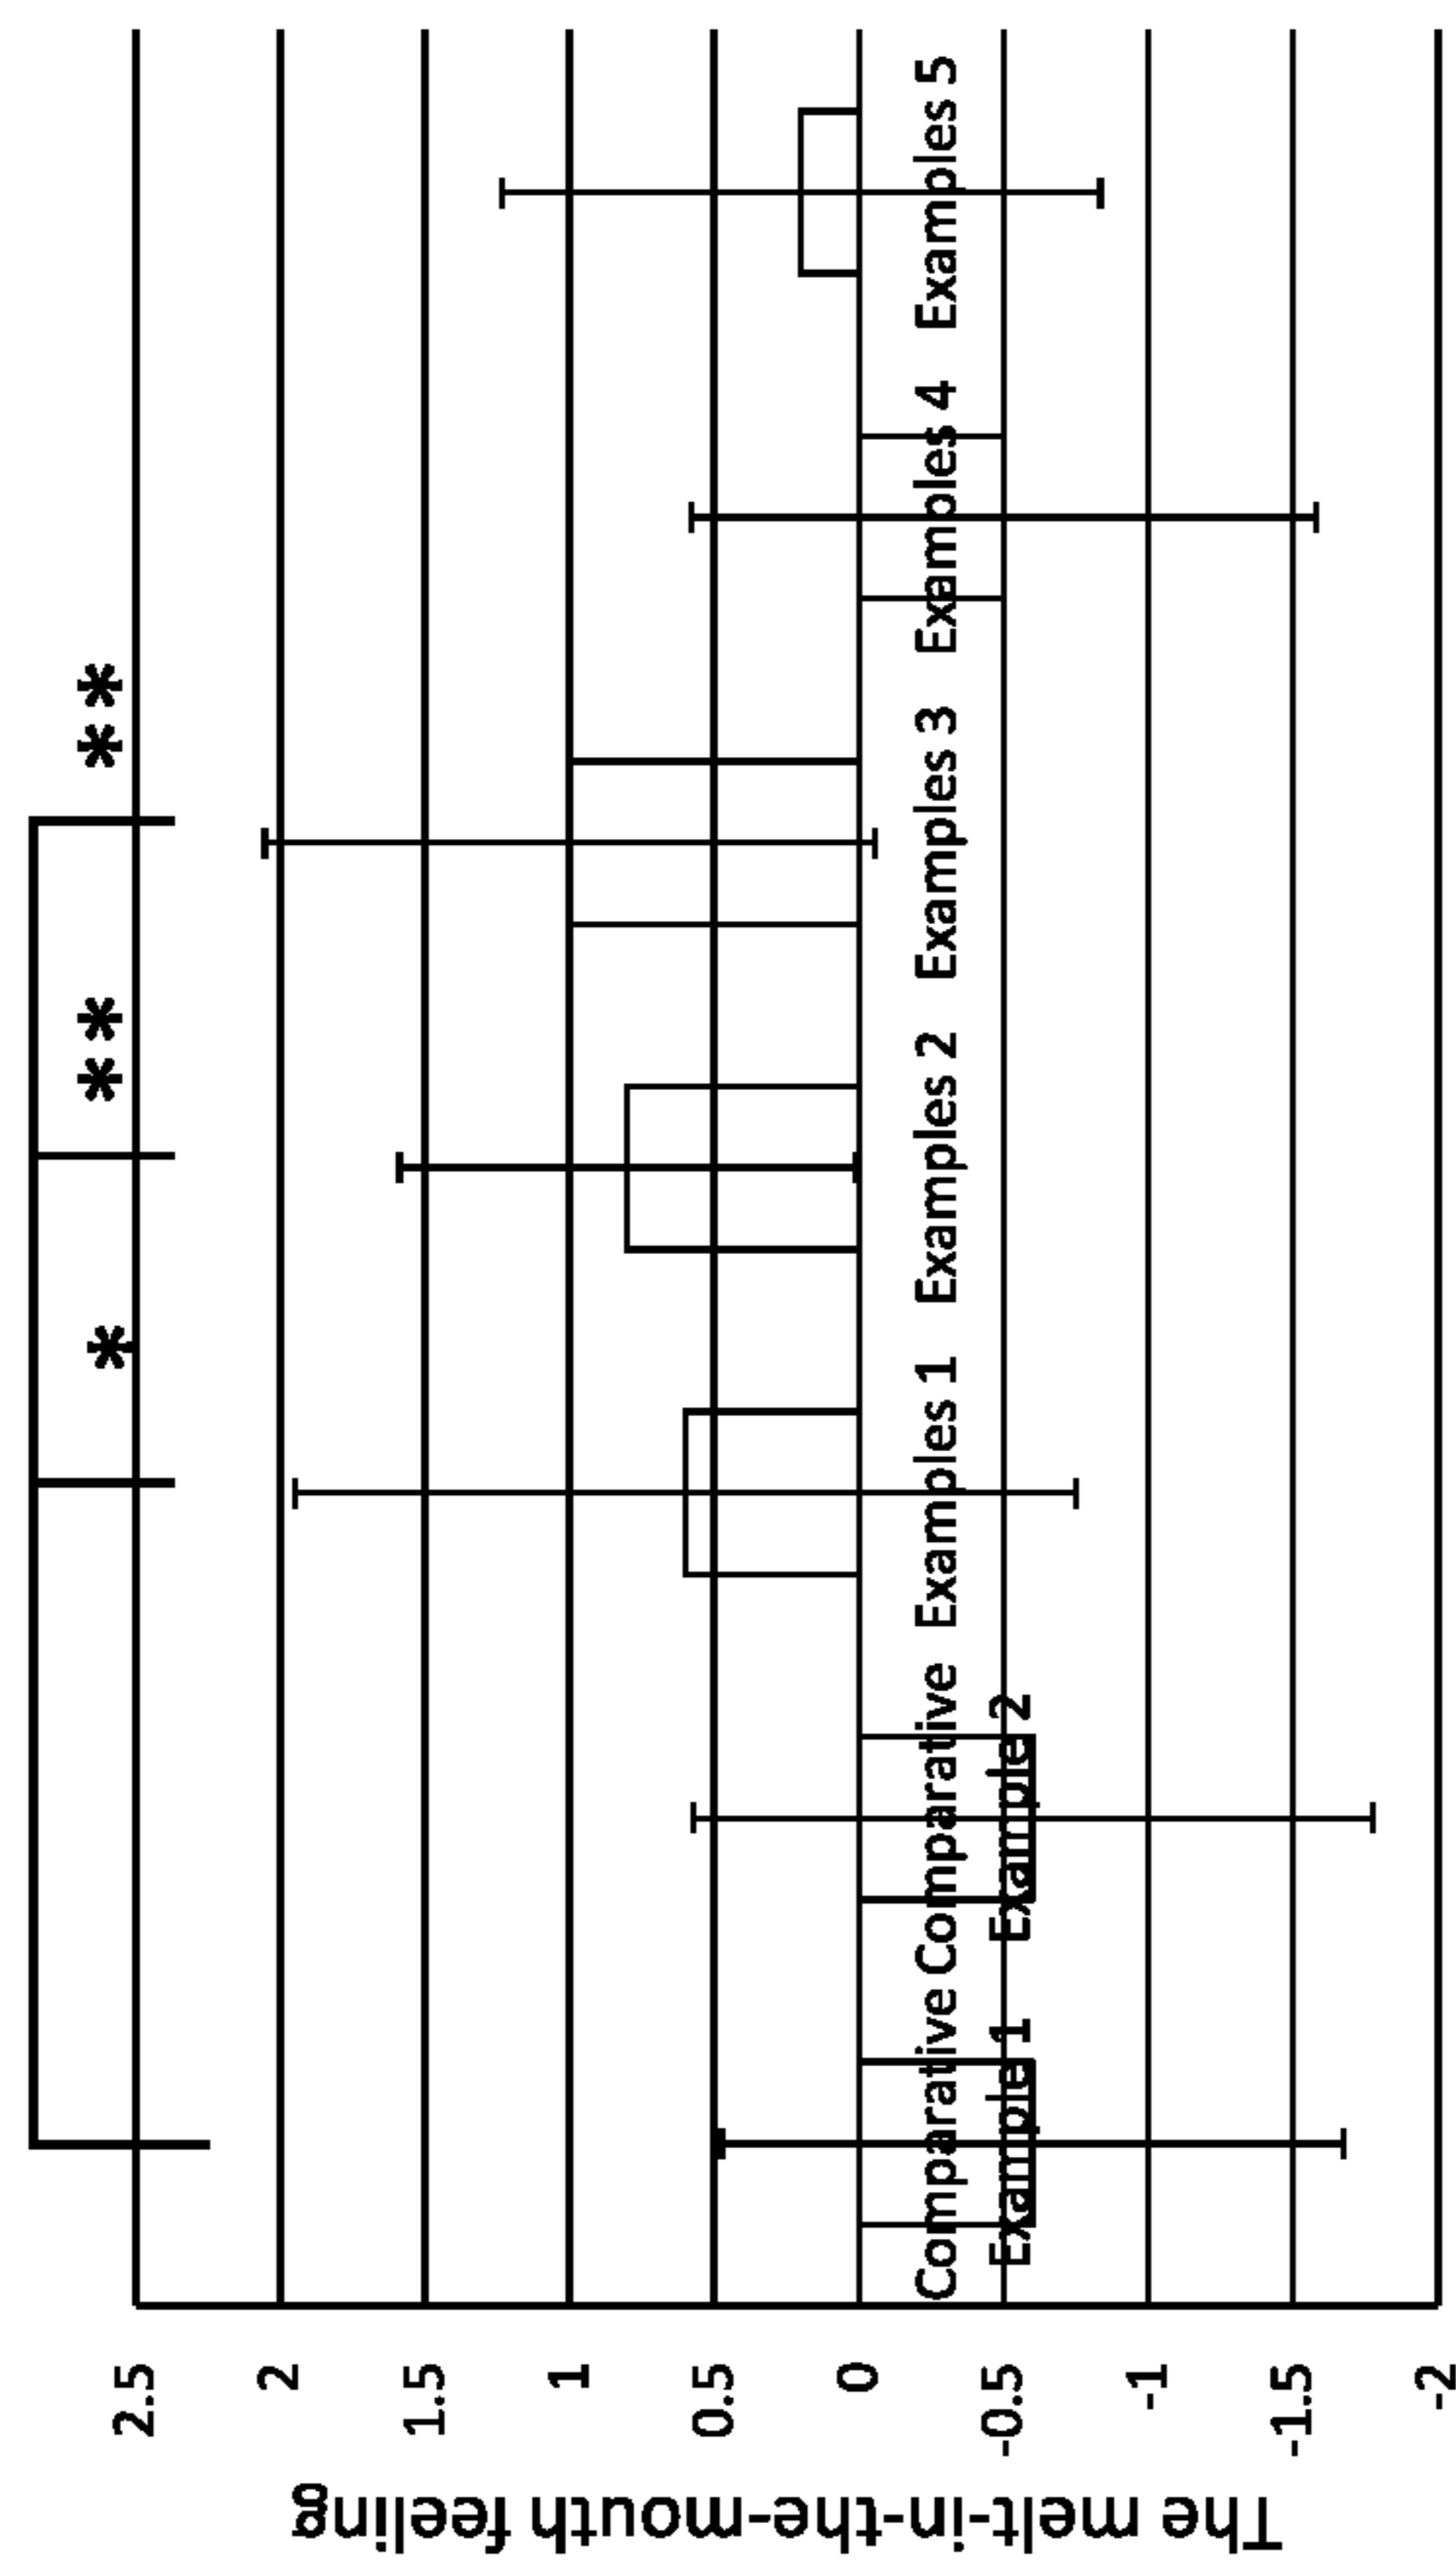 The melt-in-the-mouth feeling
2.5
2
1.5
1
0.5
0
-0.5
-1
-1.5
-2
*
**
**
Comparative
Example 1
Comparative
Example 2
Examples 1
Examples 2
Examples 3
Examples 4
Examples 5